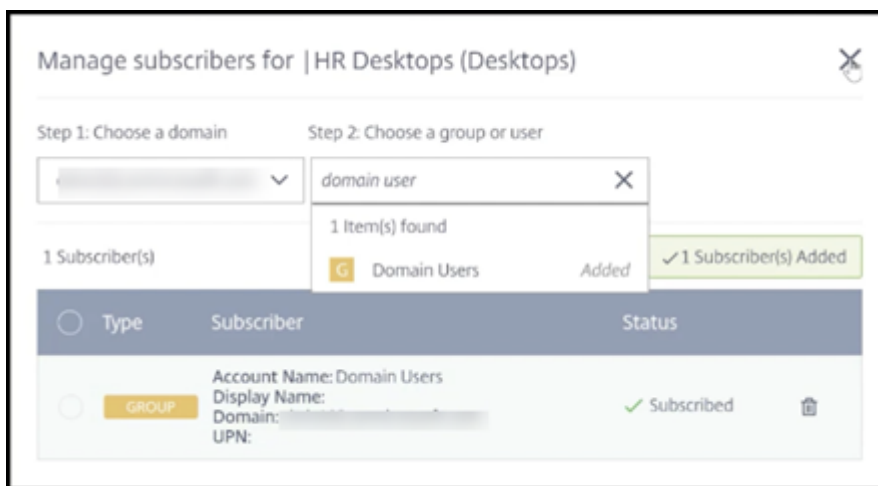 Manage subscribers for |HR Desktops (Desktops)
Step 1: Choose a domain
Step 2: Choose a group or user
domain user
1 Item(s) found
G Domain Users Added
1 Subscriber(s)
✓1 Subscriber(s) Added
Type Subscriber Status
GROUP
Account Name: Domain Users
Display Name:
Domain:
UPN:
✓ Subscribed